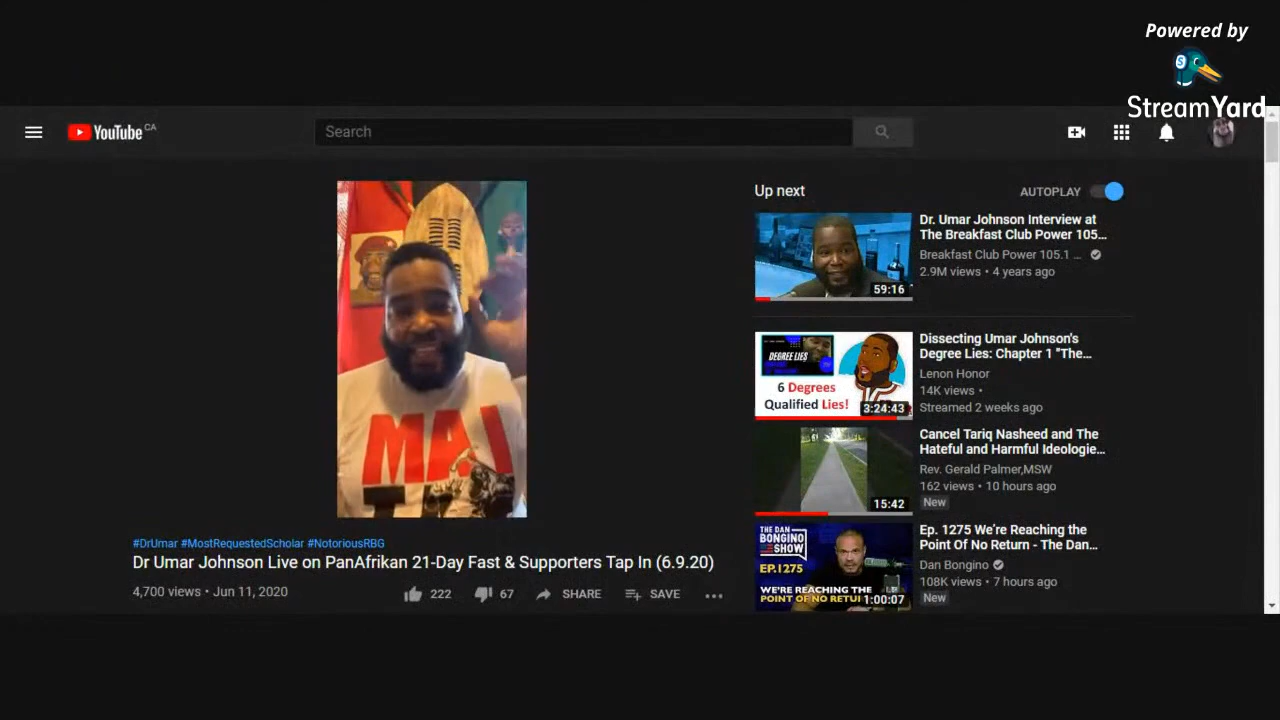 Powered by
StreamYard
YouTube CA
Search
MAJ
#DrUmar #MostRequestedScholar #NotoriousRBG
Dr Umar Johnson Live on PanAfrikan 21-Day Fast & Supporters Tap In (6.9.20)
4,700 views • Jun 11, 2020
222
67
SHARE
SAVE
Up next
AUTOPLAY
59:16
Dr. Umar Johnson Interview at
The Breakfast Club Power 105...
Breakfast Club Power 105.1 ...
2.9M views • 4 years ago
DEGREE LIES
6 Degrees
Qualified Lies!
3:24:43
Dissecting Umar Johnson's
Degree Lies: Chapter 1 "The...
Lenon Honor
14K views •
Streamed 2 weeks ago
15:42
Cancel Tariq Nasheed and The
Hateful and Harmful Ideologie...
Rev. Gerald Palmer,MSW
162 views • 10 hours ago
New
THE DAN
BONGINO
SHOW
EP.1275
WE'RE REACHING THE
POINT OF NO RETU
1:00:07
Ep. 1275 We're Reaching the
Point Of No Return - The Dan...
Dan Bongino
108K views • 7 hours ago
New